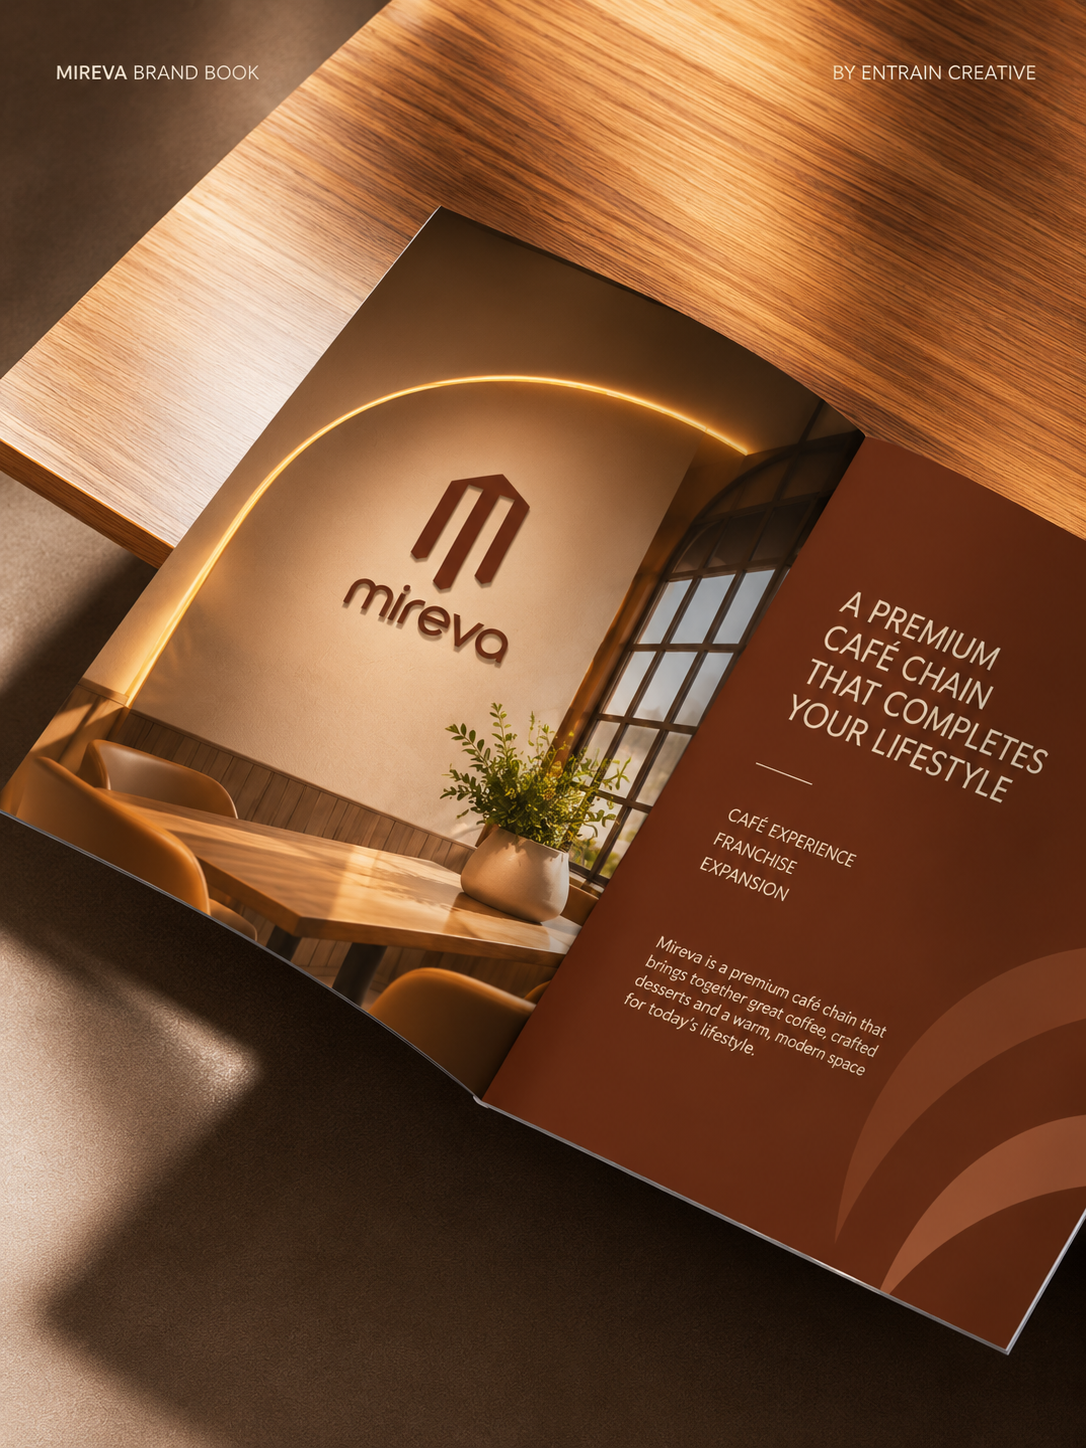 MIREVA BRAND BOOK
BY ENTRAIN CREATIVE
mireva
A PREMIUM
CAFÉ CHAIN
THAT COMPLETES
YOUR LIFESTYLE
CAFÉ EXPERIENCE
FRANCHISE
EXPANSION
Mireva is a premium café chain that
brings together great coffee, crafted
desserts and a warm, modern space
for today's lifestyle.